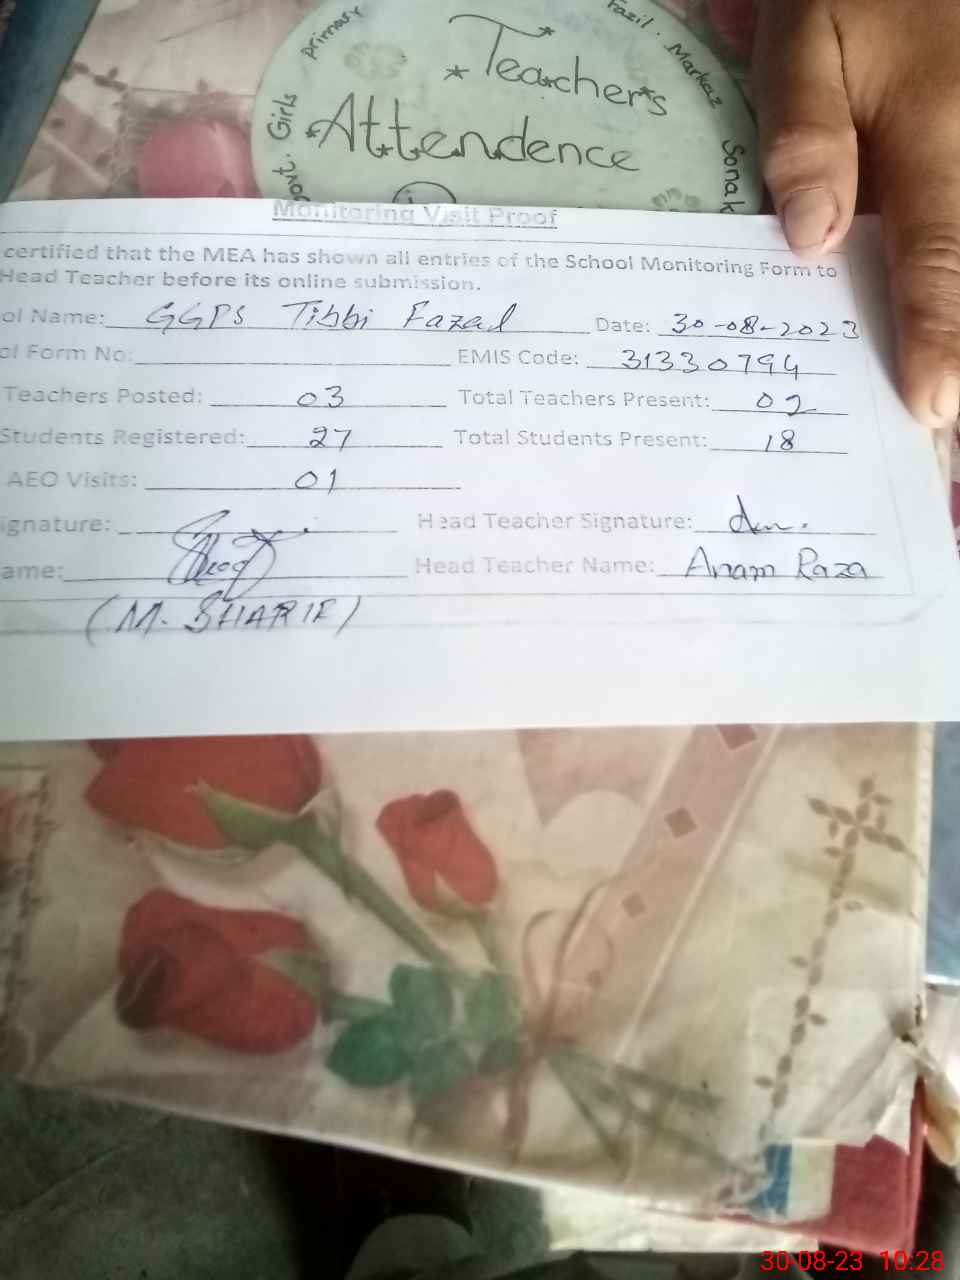 primary
Fazil. Markaz
Teachers
Girls
Attendence
Sonak
Monitoring Visit Proof
certified that the MEA has shown all entries of the School Monitoring Form to
Head Teacher before its online submission.
ol Name: GGPS Tibbi Fazal Date: 30-08-2023
ol Form No: EMIS Code: 31330794
Teachers Posted: 03 Total Teachers Present: 02
Students Registered: 27 Total Students Present: 18
AEO Visits: 01
ignature: Head Teacher Signature:
ame: Head Teacher Name: Anam Raza
(M. SHARIF)
30-08-23 10:28